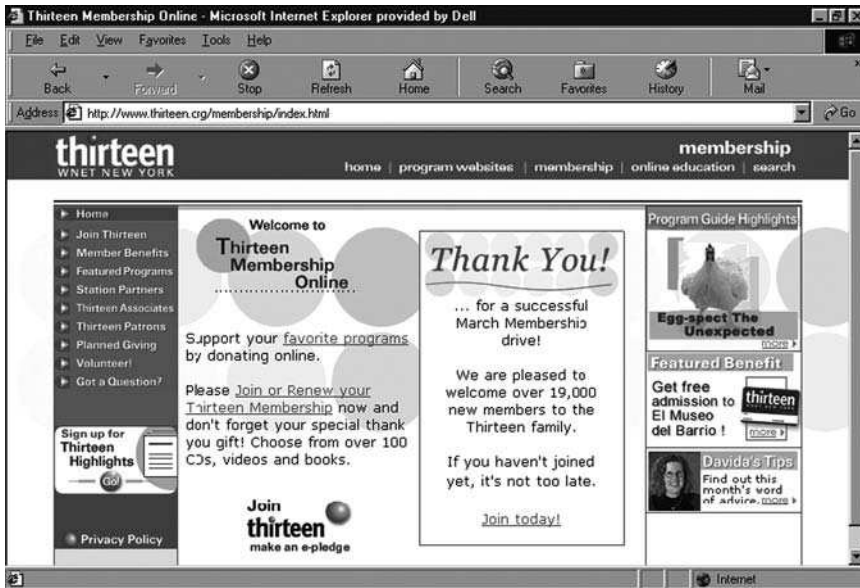 Thirteen Membership Online - Microsoft Internet Explorer provided by Dell
File Edit View Favorites Tools Help
Back Forward Stop Refresh Home Search Favorites History Mail
Address http://www.thirteen.org/membership/index.html Go
thirteen
WNET NEW YORK
membership
home | program websites | membership | online education | search
Home
Join Thirteen
Member Benefits
Featured Programs
Station Partners
Thirteen Associates
Thirteen Patrons
Planned Giving
Volunteer!
Got a Question?
Sign up for
Thirteen
Highlights
Go!
Privacy Policy
Welcome to
Thirteen
Membership
Online
Support your favorite programs
by donating online.
Please Join or Renew your
Thirteen Membership now and
don't forget your special thank
you gift! Choose from over 100
CDs, videos and books.
Join
thirteen
make an e-pledge
Thank You!
... for a successful
March Membership
drive!
We are pleased to
welcome over 19,000
new members to the
Thirteen family.
If you haven't joined
yet, it's not too late.
Join today!
Program Guide Highlights
Egg-spect The
Unexpected
more
Featured Benefit
Get free
admission to
El Museo
del Barrio !
thirteen
more
Davida's Tips
Find out this
month's word
of advice. more
Internet